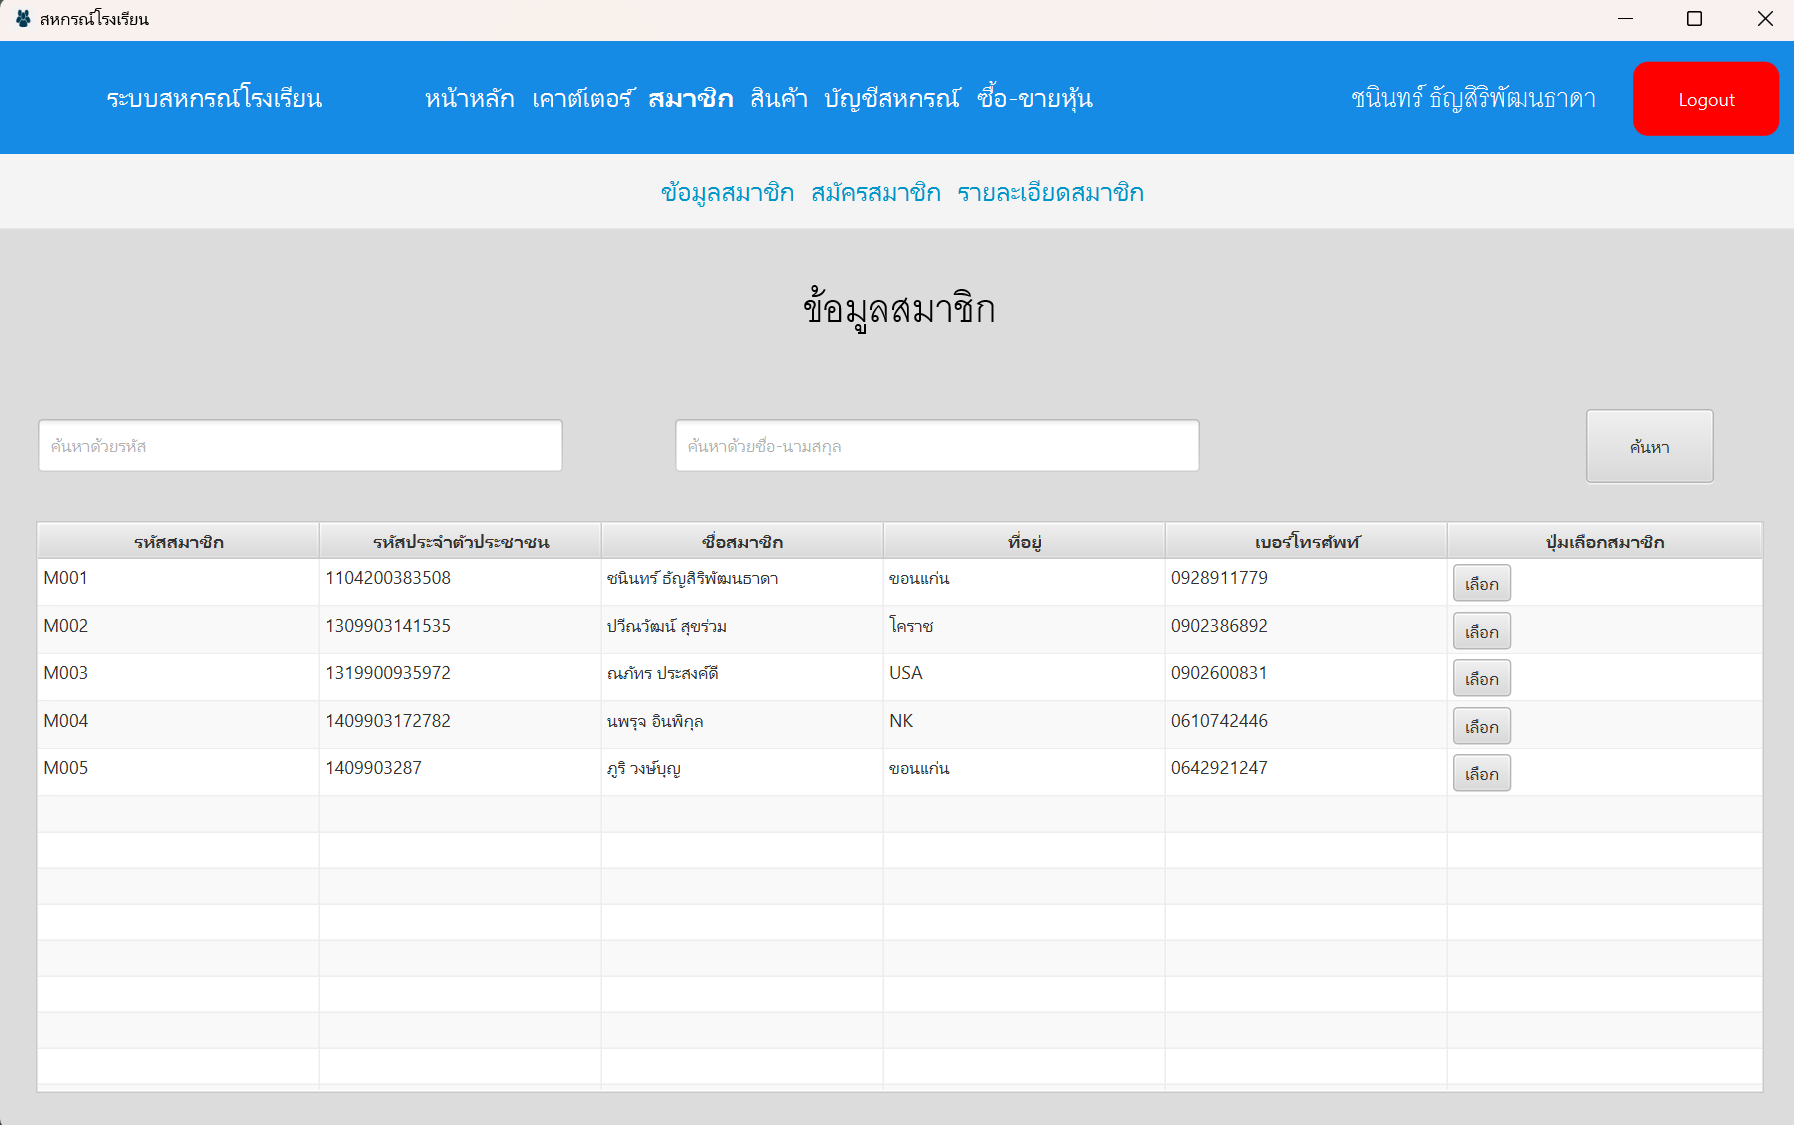 สหกรณ์โรงเรียน
ระบบสหกรณ์โรงเรียน หน้าหลัก เคาต์เตอร์ สมาชิก สินค้า บัญชีสหกรณ์ ซื้อ-ขายหุ้น ชนินทร์ ธัญสิริพัฒนธาดา Logout
ข้อมูลสมาชิก สมัครสมาชิก รายละเอียดสมาชิก
ข้อมูลสมาชิก
ค้นหาด้วยรหัส ค้นหาด้วยชื่อ-นามสกุล ค้นหา
รหัสสมาชิก รหัสประจำตัวประชาชน ชื่อสมาชิก ที่อยู่ เบอร์โทรศัพท์ ปุ่มเลือกสมาชิก
M001 1104200383508 ชนินทร์ ธัญสิริพัฒนธาดา ขอนแก่น 0928911779 เลือก
M002 1309903141535 ปวีณวัฒน์ สุขร่วม โคราช 0902386892 เลือก
M003 1319900935972 ณภัทร ประสงค์ดี USA 0902600831 เลือก
M004 1409903172782 นพรุจ อินพิกุล NK 0610742446 เลือก
M005 1409903287 ภูริ วงษ์บุญ ขอนแก่น 0642921247 เลือก